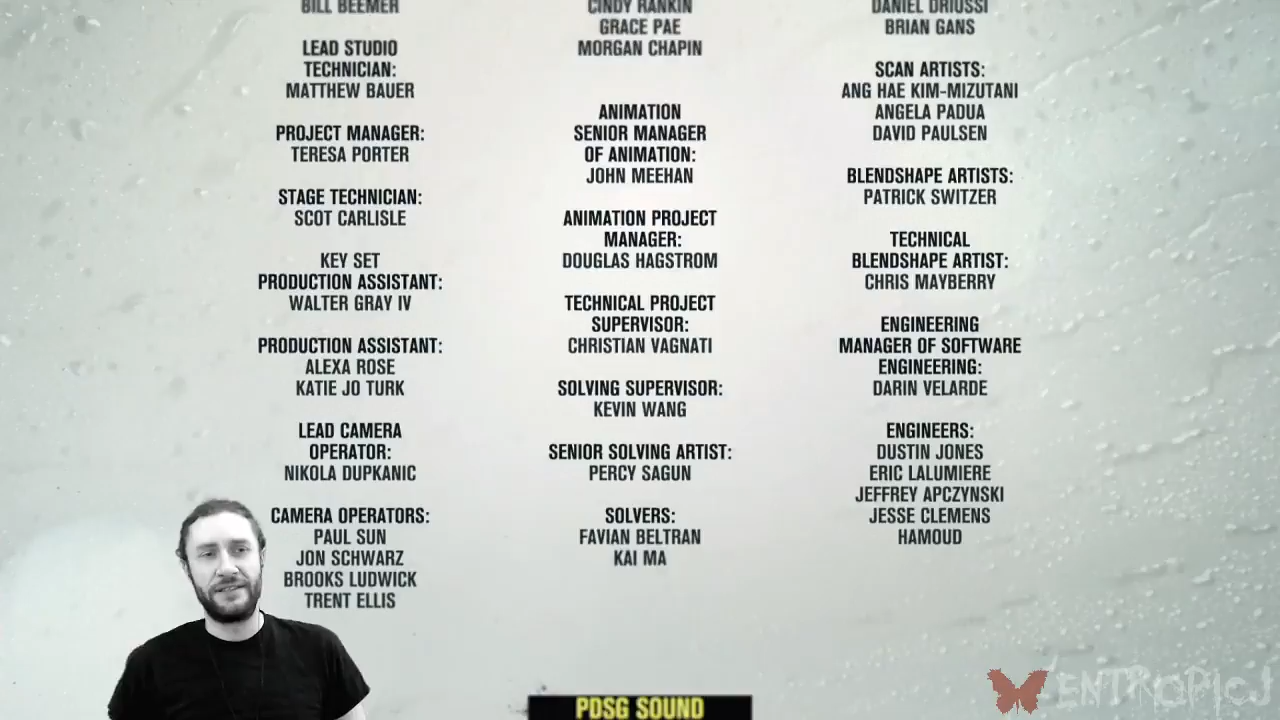 BILL BEEMER
LEAD STUDIO
TECHNICIAN:
MATTHEW BAUER
PROJECT MANAGER:
TERESA PORTER
STAGE TECHNICIAN:
SCOT CARLISLE
KEY SET
PRODUCTION ASSISTANT:
WALTER GRAY IV
PRODUCTION ASSISTANT:
ALEXA ROSE
KATIE JO TURK
LEAD CAMERA
OPERATOR:
NIKOLA DUPKANIC
CAMERA OPERATORS:
PAUL SUN
JON SCHWARZ
BROOKS LUDWICK
TRENT ELLIS
CINDY RANKIN
GRACE PAE
MORGAN CHAPIN
ANIMATION
SENIOR MANAGER
OF ANIMATION:
JOHN MEEHAN
ANIMATION PROJECT
MANAGER:
DOUGLAS HAGSTROM
TECHNICAL PROJECT
SUPERVISOR:
CHRISTIAN VAGNATI
SOLVING SUPERVISOR:
KEVIN WANG
SENIOR SOLVING ARTIST:
PERCY SAGUN
SOLVERS:
FAVIAN BELTRAN
KAI MA
DANIEL DRIUSSI
BRIAN GANS
SCAN ARTISTS:
ANG HAE KIM-MIZUTANI
ANGELA PADUA
DAVID PAULSEN
BLENDSHAPE ARTISTS:
PATRICK SWITZER
TECHNICAL
BLENDSHAPE ARTIST:
CHRIS MAYBERRY
ENGINEERING
MANAGER OF SOFTWARE
ENGINEERING:
DARIN VELARDE
ENGINEERS:
DUSTIN JONES
ERIC LALUMIERE
JEFFREY APCZYNSKI
JESSE CLEMENS
HAMOUD
PDSG SOUND
ENTROPICJ